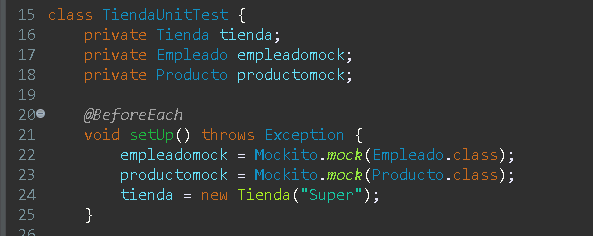 15 class TiendaUnitTest {
16 private Tienda tienda;
17 private Empleado empleadomock;
18 private Producto productomock;
19
20 @BeforeEach
21 void setUp() throws Exception {
22 empleadomock = Mockito.mock(Empleado.class);
23 productomock = Mockito.mock(Producto.class);
24 tienda = new Tienda("Super");
25 }
26